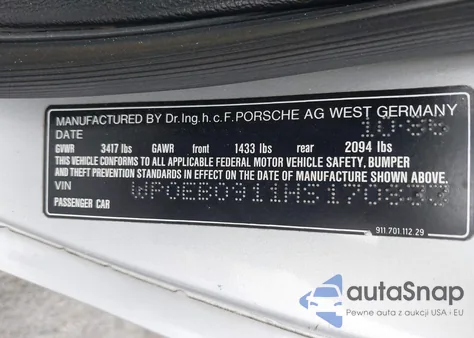 MANUFACTURED BY Dr.Ing.h.c.F.PORSCHE AG WEST GERMANY
DATE 10-86
GVWR 3417 lbs GAWR front 1433 lbs rear 2094 lbs
THIS VEHICLE CONFORMS TO ALL APPLICABLE FEDERAL MOTOR VEHICLE SAFETY, BUMPER
AND THEFT PREVENTION STANDARDS IN EFFECT ON THE DATE OF MANUFACTURE SHOWN ABOVE.
VIN
PASSENGER CAR
911.701.112.29
autaSnap
Pewne auta z aukcji USA - EU